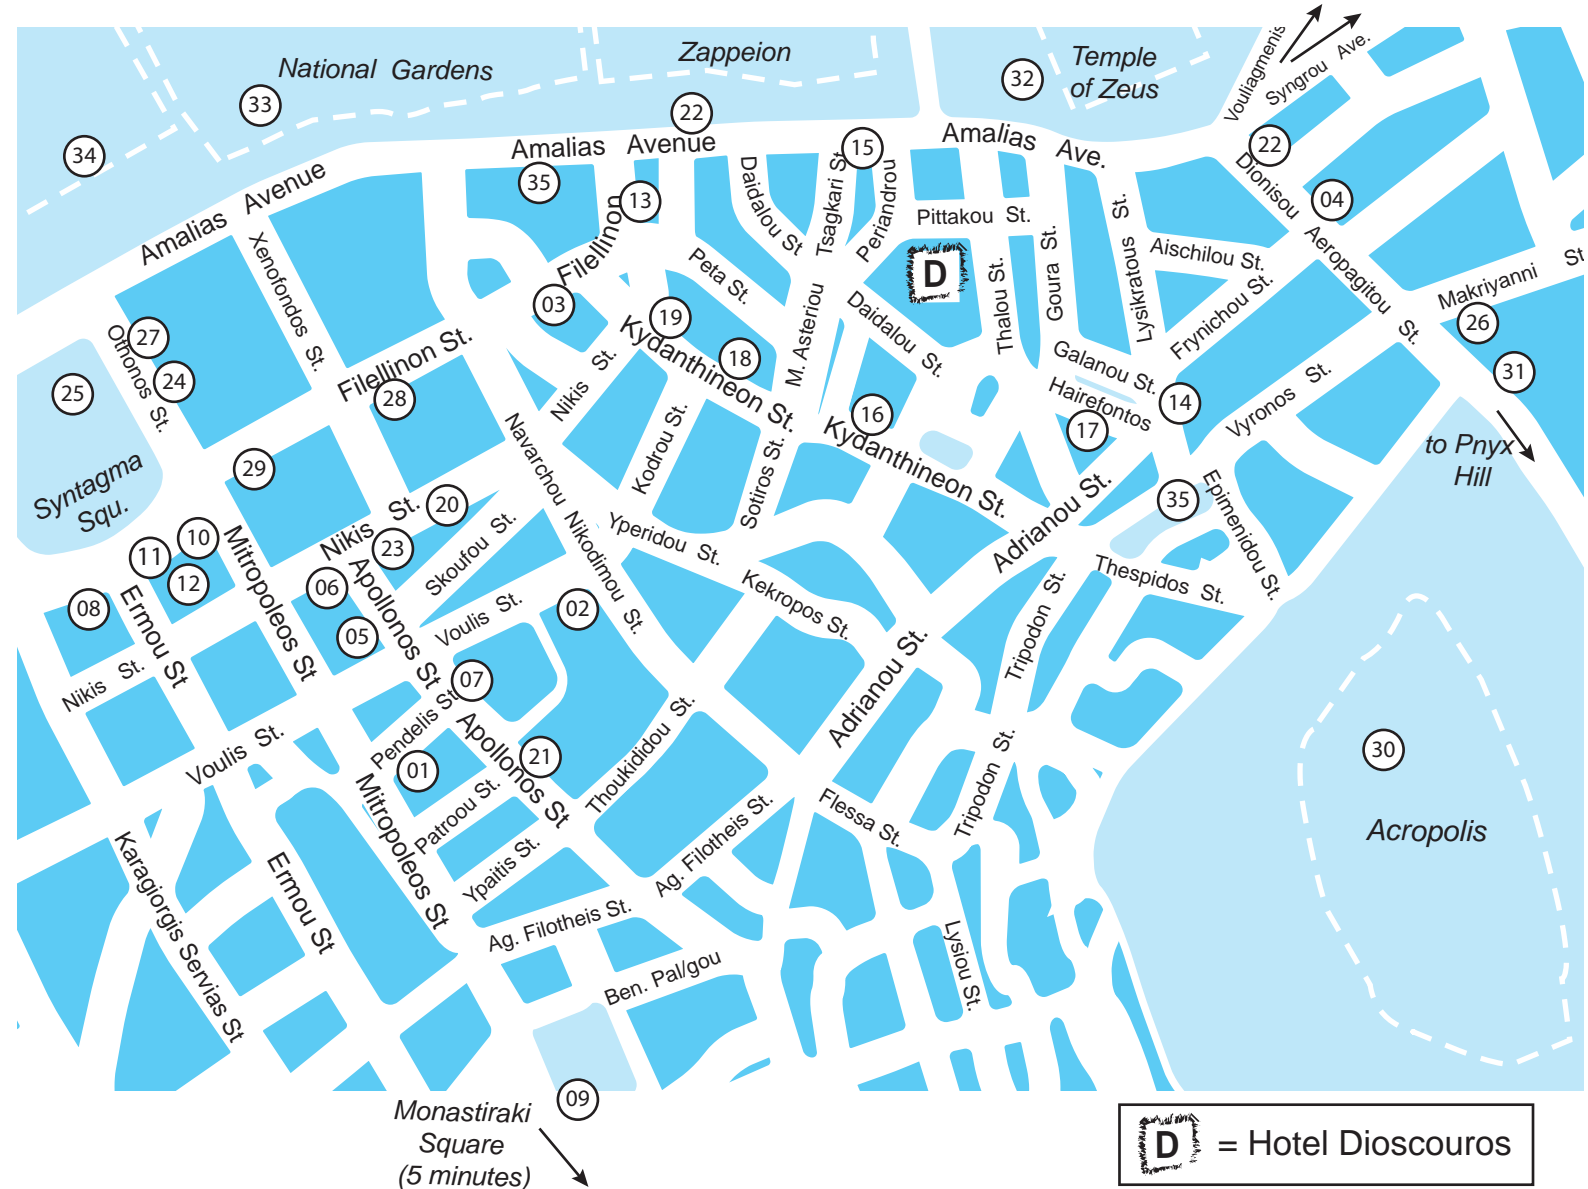 National Gardens
Zappeion
Temple
of Zeus
Vouliagmenis
Syngrou Ave.
33
32
22
34
Amalias Avenue
Amalias Ave.
15
22
35
13
04
Amalias Avenue
Xenofondos St.
Filellinon
Daidalou St
Tsagkari St
Periandrou
Pittakou St.
Lysikratous St.
Dionisou Aeropagitou St.
Aischilou St.
Makriyanni St
D
Peta St.
Goura St.
Thalou St.
Frynichou St.
03
19
18
26
27
24
25
28
Othonos St.
Filellinon St.
Kydanthineon St.
M. Asteriou
Daidalou St.
Galanou St.
Hairefontos
31
14
16
17
Nikis St.
Kodrou St.
Sotiros St.
Kydanthineon St.
Vyronos St.
to Pnyx
Hill
Syntagma
Squ.
29
20
Navarchou Nikodimou St.
Adrianou St.
35
Epimenidou St.
10
11
12
Mitropoleos St
Nikis St.
23
Skoufou St.
Yperidou St.
Thespidos St.
08
Ermou St
06
05
Apollonos St
Voulis St.
02
Kekropos St.
Tripodon St.
Nikis St.
07
Adrianou St.
Voulis St.
Pendelis St
01
Apollonos St
21
Thoukididou St.
Tripodon St.
30
Acropolis
Mitropoleos St
Patroou St.
Ypaitis St.
Ag. Filotheis St.
Flessa St.
Karagiorgis Servias St
Ermou St
Ag. Filotheis St.
Ben. Pal/gou
Lysiou St.
09
Monastiraki
Square
(5 minutes)
D = Hotel Dioscouros